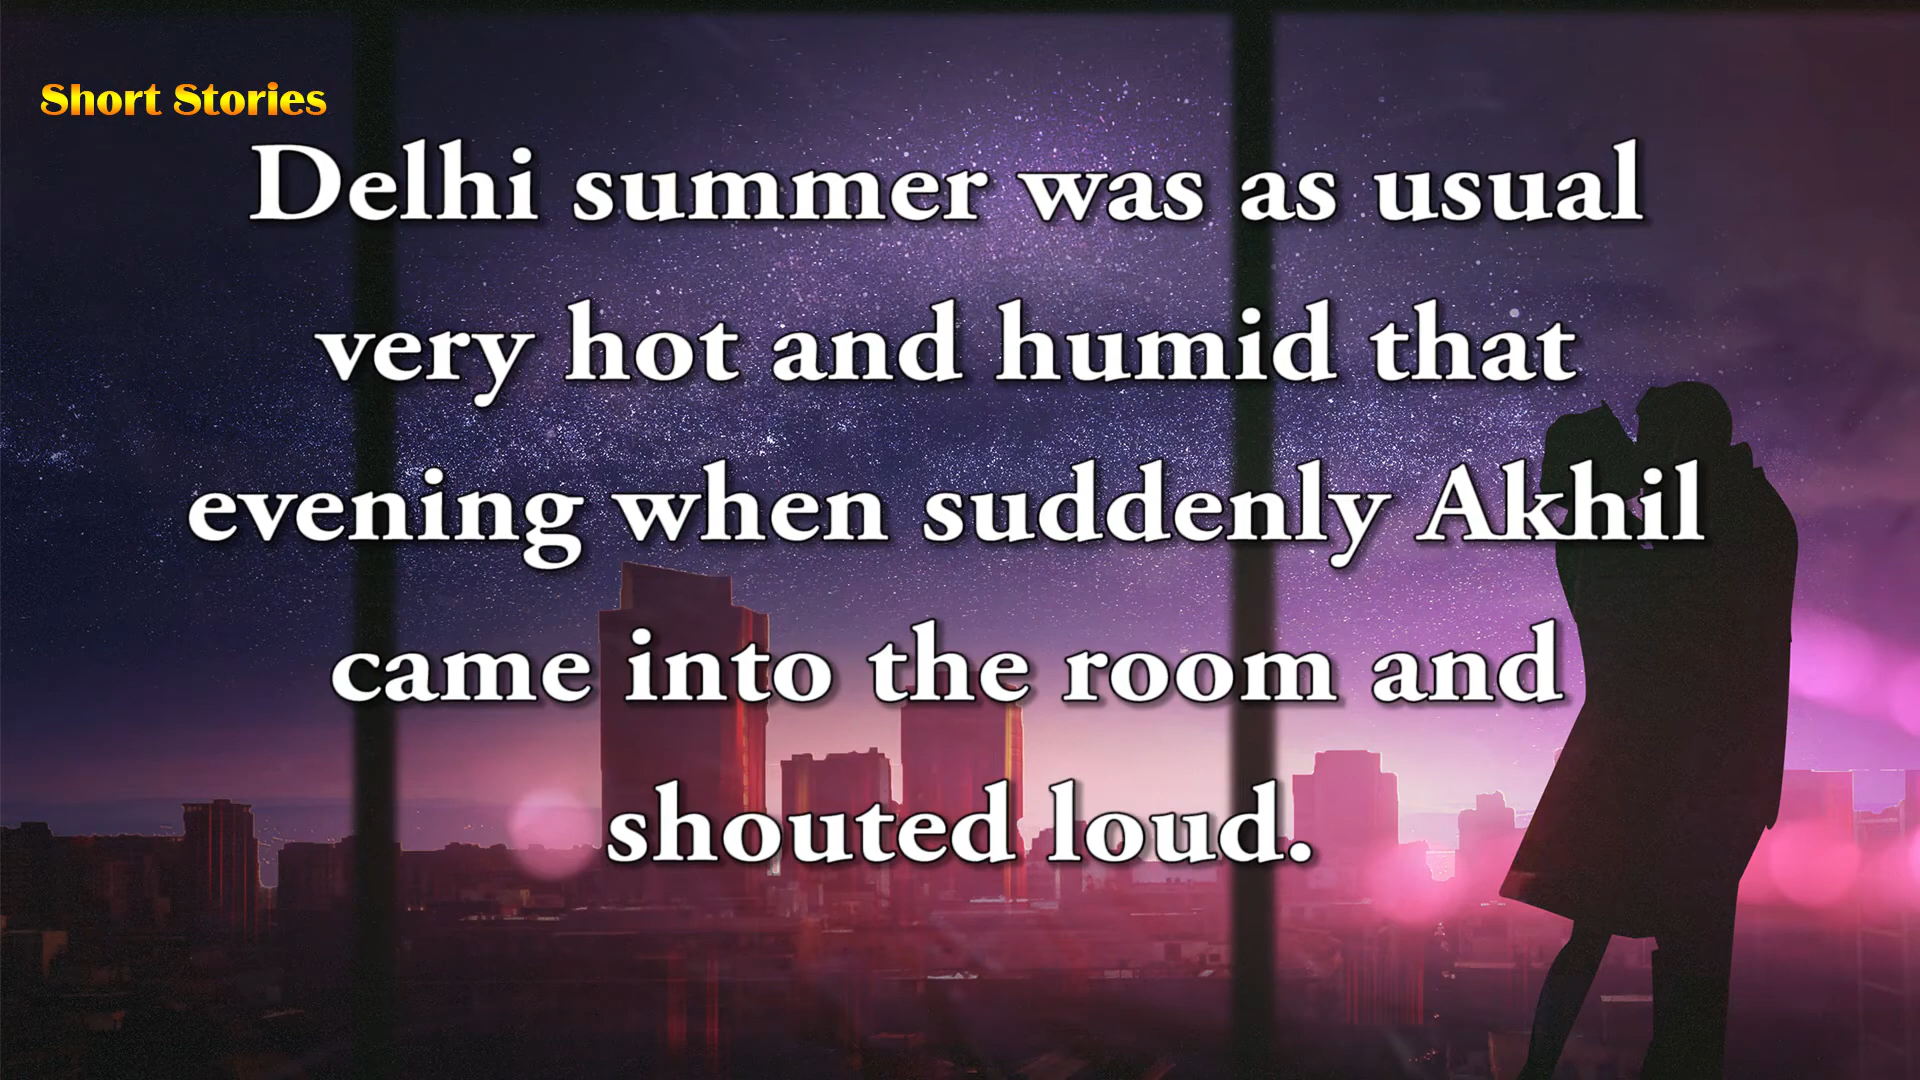 Short Stories
Delhi summer was as usual
very hot and humid that
evening when suddenly Akhil
came into the room and
shouted loud.